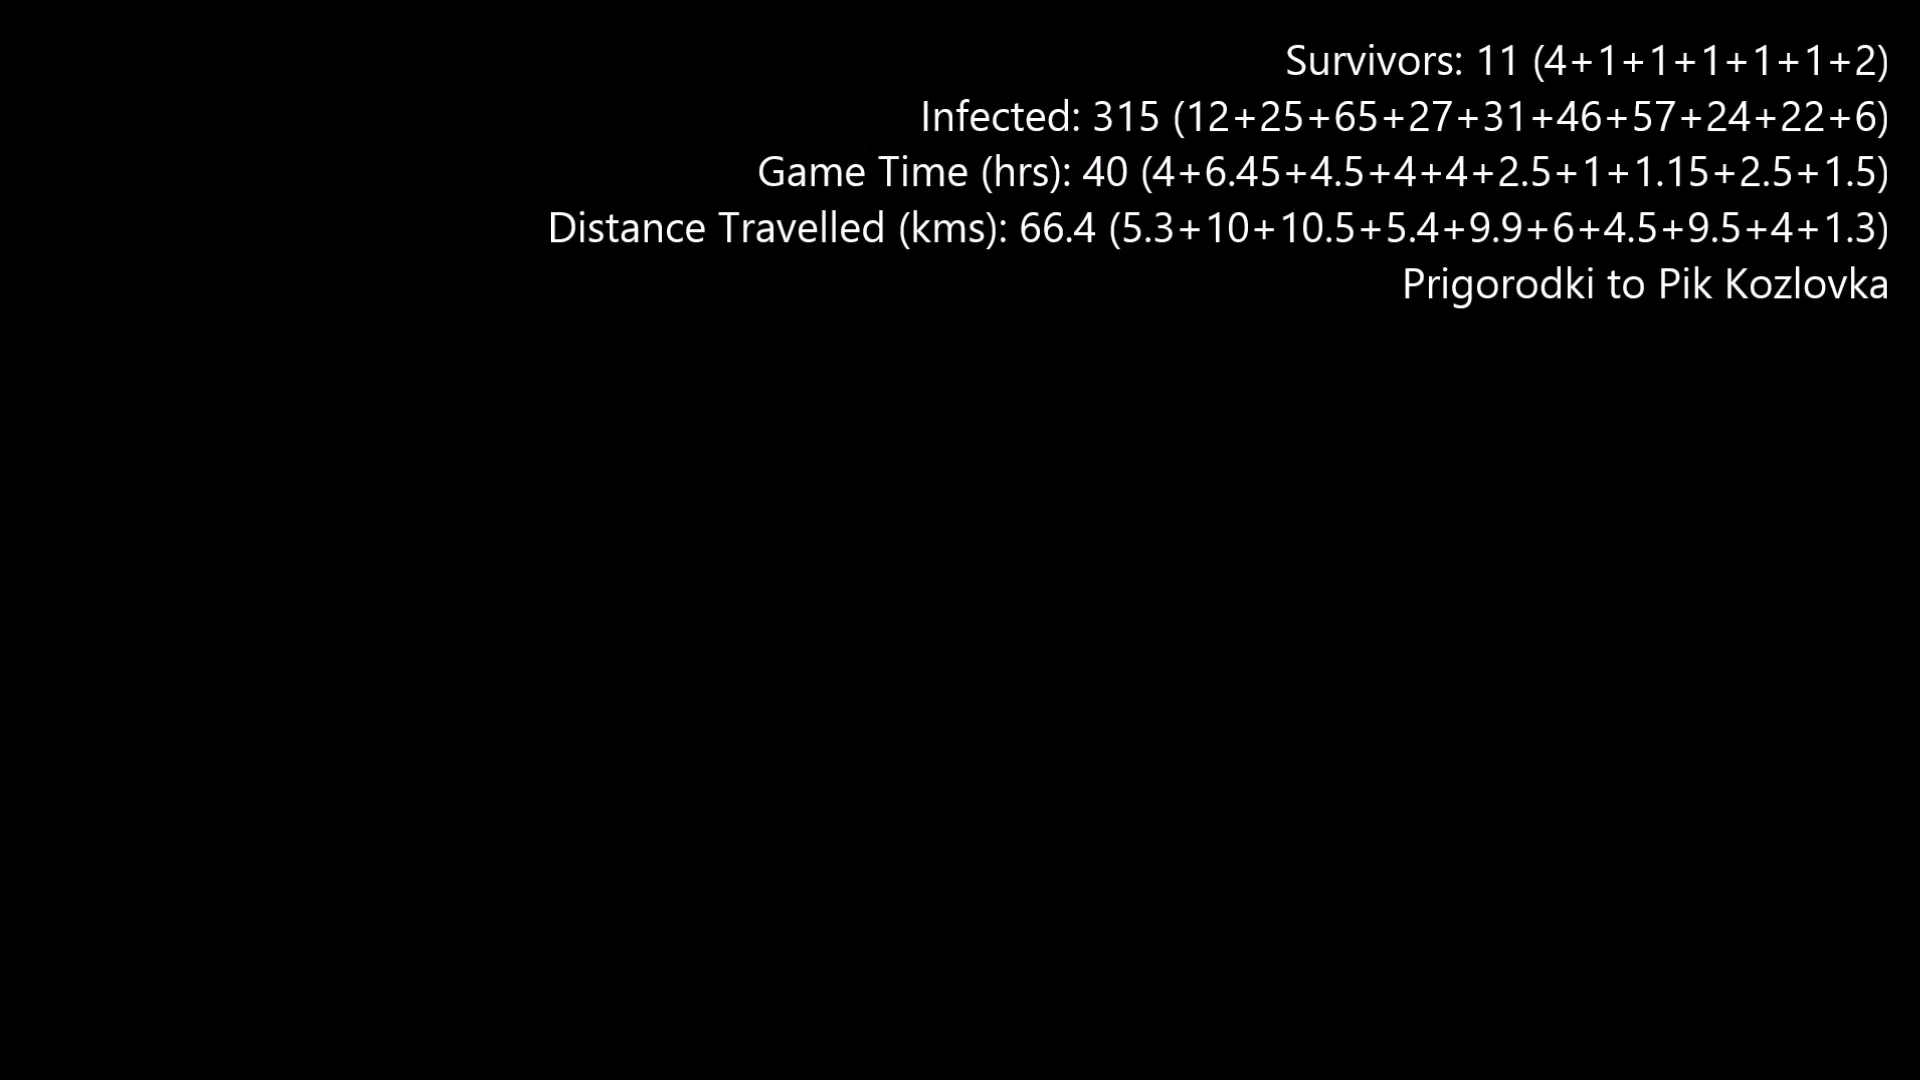 Survivors: 11 (4+1+1+1+1+1+2)
Infected: 315 (12+25+65+27+31+46+57+24+22+6)
Game Time (hrs): 40 (4+6.45+4.5+4+4+2.5+1+1.15+2.5+1.5)
Distance Travelled (kms): 66.4 (5.3+10+10.5+5.4+9.9+6+4.5+9.5+4+1.3)
Prigorodki to Pik Kozlovka